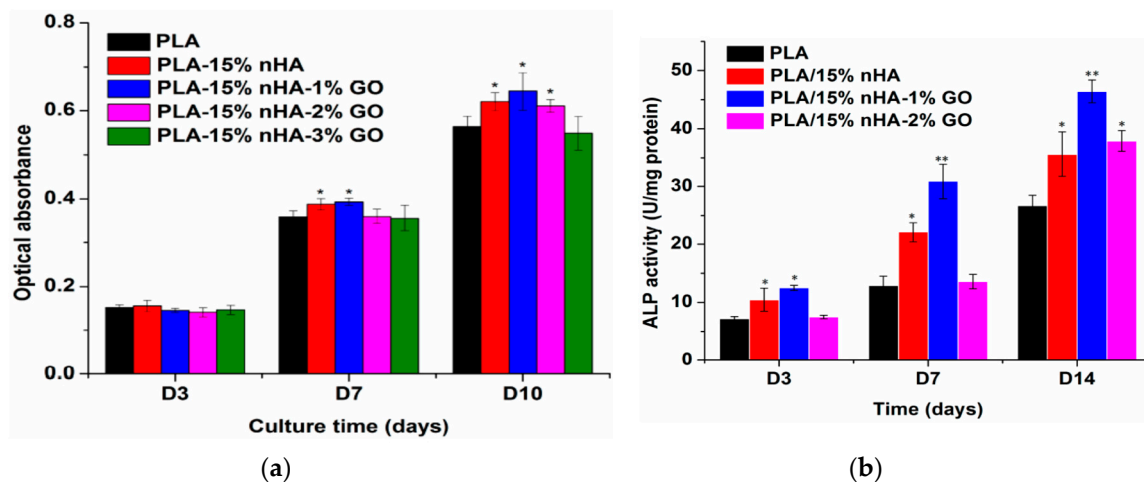 0.8
0.6
0.4
0.2
0.0
Optical absorbance
PLA
PLA-15% nHA
PLA-15% nHA-1% GO
PLA-15% nHA-2% GO
PLA-15% nHA-3% GO
* *
* * *
D3 D7 D10
Culture time (days)
(a)
50
40
30
20
10
0
ALP activity (U/mg protein)
PLA
PLA/15% nHA
PLA/15% nHA-1% GO
PLA/15% nHA-2% GO
* *
* **
* ** *
D3 D7 D14
Time (days)
(b)